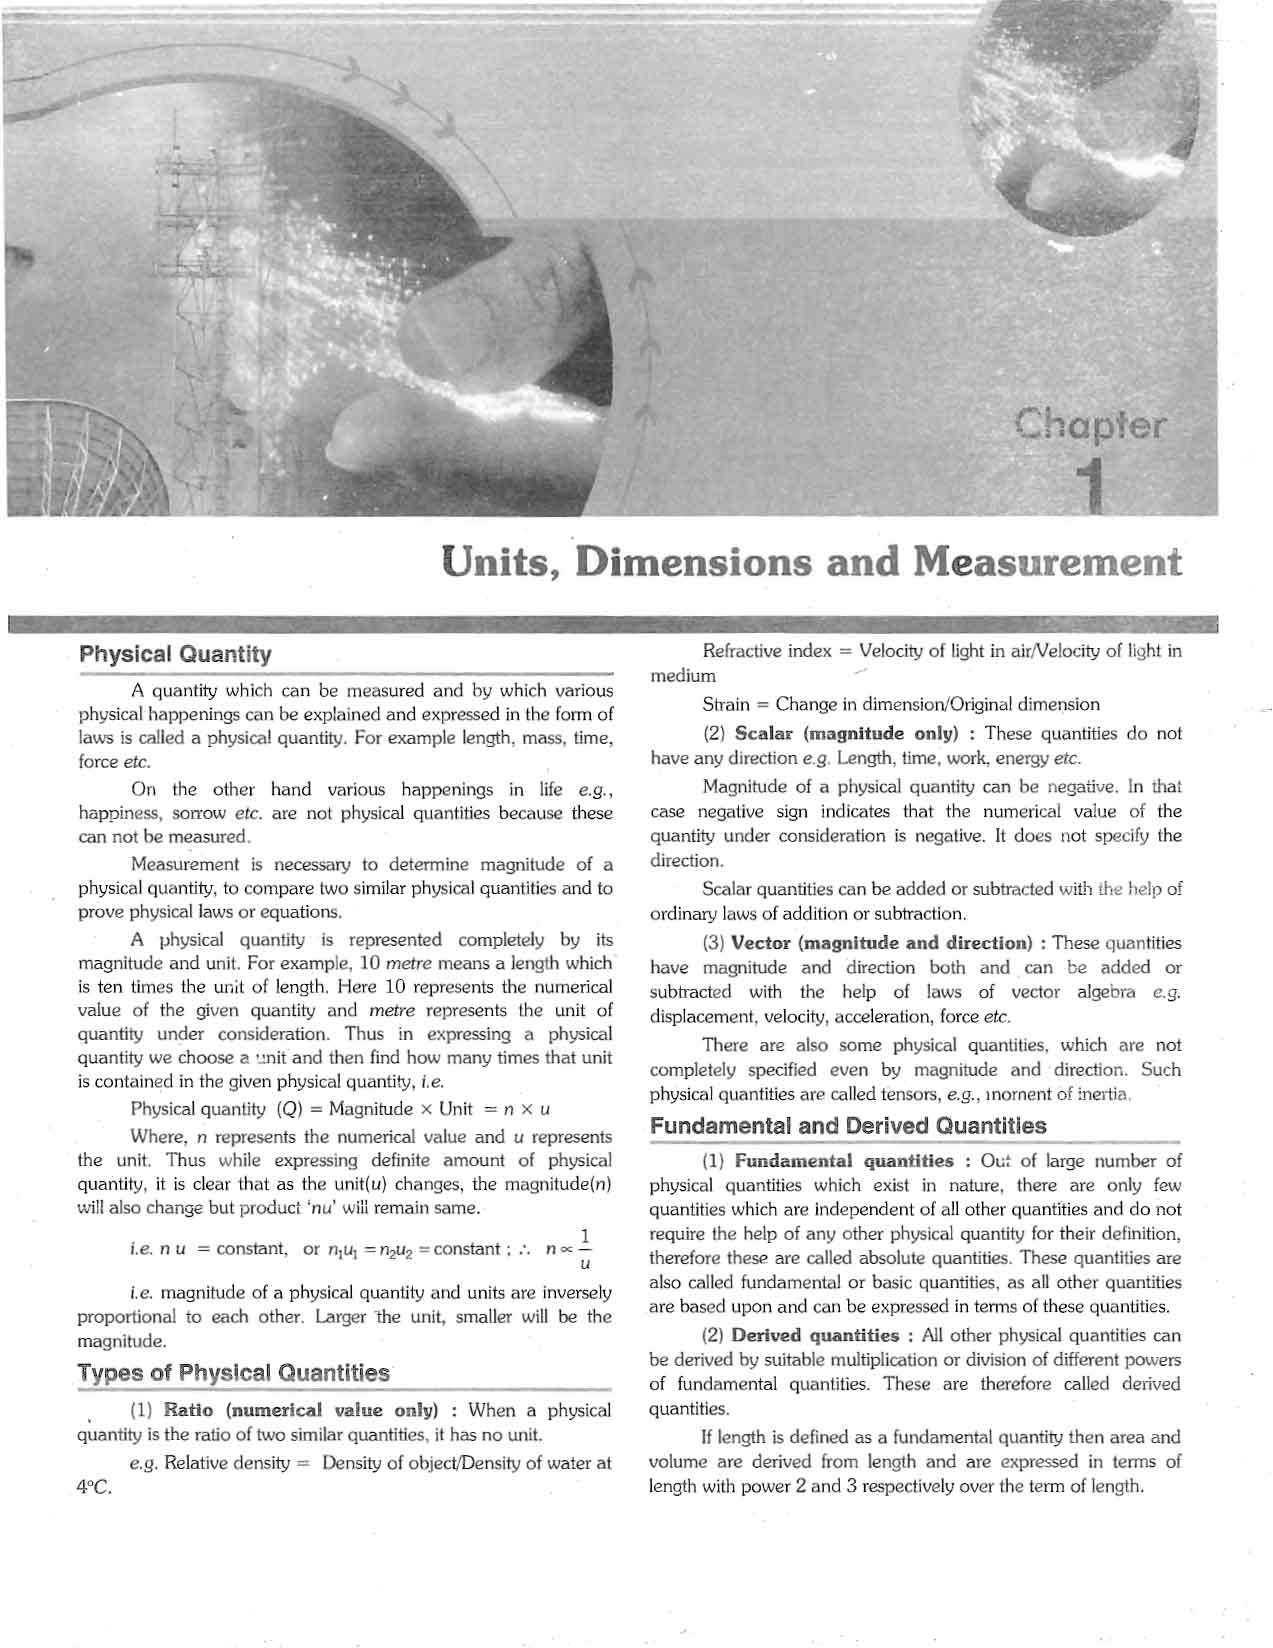 Chapter
1
Units, Dimensions and Measurement
Physical Quantity
A quantity which can be measured and by which various
physical happenings can be explained and expressed in the form of
laws is called a physical quantity. For example length, mass, time,
force etc.
On the other hand various happenings in life e.g.,
happiness, sorrow etc. are not physical quantities because these
can not be measured.
Measurement is necessary to determine magnitude of a
physical quantity, to compare two similar physical quantities and to
prove physical laws or equations.
A physical quantity is represented completely by its
magnitude and unit. For example, 10 metre means a length which
is ten times the unit of length. Here 10 represents the numerical
value of the given quantity and metre represents the unit of
quantity under consideration. Thus in expressing a physical
quantity we choose a unit and then find how many times that unit
is contained in the given physical quantity, i.e.
Physical quantity (Q) = Magnitude × Unit = n × u
Where, n represents the numerical value and u represents
the unit. Thus while expressing definite amount of physical
quantity, it is clear that as the unit(u) changes, the magnitude(n)
will also change but product 'nu' will remain same.
i.e. n u = constant, or n₁u₁ = n₂u₂ = constant ; ∴ n ∝ 1/u
i.e. magnitude of a physical quantity and units are inversely
proportional to each other. Larger the unit, smaller will be the
magnitude.
Types of Physical Quantities
(1) Ratio (numerical value only) : When a physical
quantity is the ratio of two similar quantities, it has no unit.
e.g. Relative density = Density of object/Density of water at
4°C.
Refractive index = Velocity of light in air/Velocity of light in
medium
Strain = Change in dimension/Original dimension
(2) Scalar (magnitude only) : These quantities do not
have any direction e.g. Length, time, work, energy etc.
Magnitude of a physical quantity can be negative. In that
case negative sign indicates that the numerical value of the
quantity under consideration is negative. It does not specify the
direction.
Scalar quantities can be added or subtracted with the help of
ordinary laws of addition or subtraction.
(3) Vector (magnitude and direction) : These quantities
have magnitude and direction both and can be added or
subtracted with the help of laws of vector algebra e.g.
displacement, velocity, acceleration, force etc.
There are also some physical quantities, which are not
completely specified even by magnitude and direction. Such
physical quantities are called tensors, e.g., moment of inertia.
Fundamental and Derived Quantities
(1) Fundamental quantities : Out of large number of
physical quantities which exist in nature, there are only few
quantities which are independent of all other quantities and do not
require the help of any other physical quantity for their definition,
therefore these are called absolute quantities. These quantities are
also called fundamental or basic quantities, as all other quantities
are based upon and can be expressed in terms of these quantities.
(2) Derived quantities : All other physical quantities can
be derived by suitable multiplication or division of different powers
of fundamental quantities. These are therefore called derived
quantities.
If length is defined as a fundamental quantity then area and
volume are derived from length and are expressed in terms of
length with power 2 and 3 respectively over the term of length.